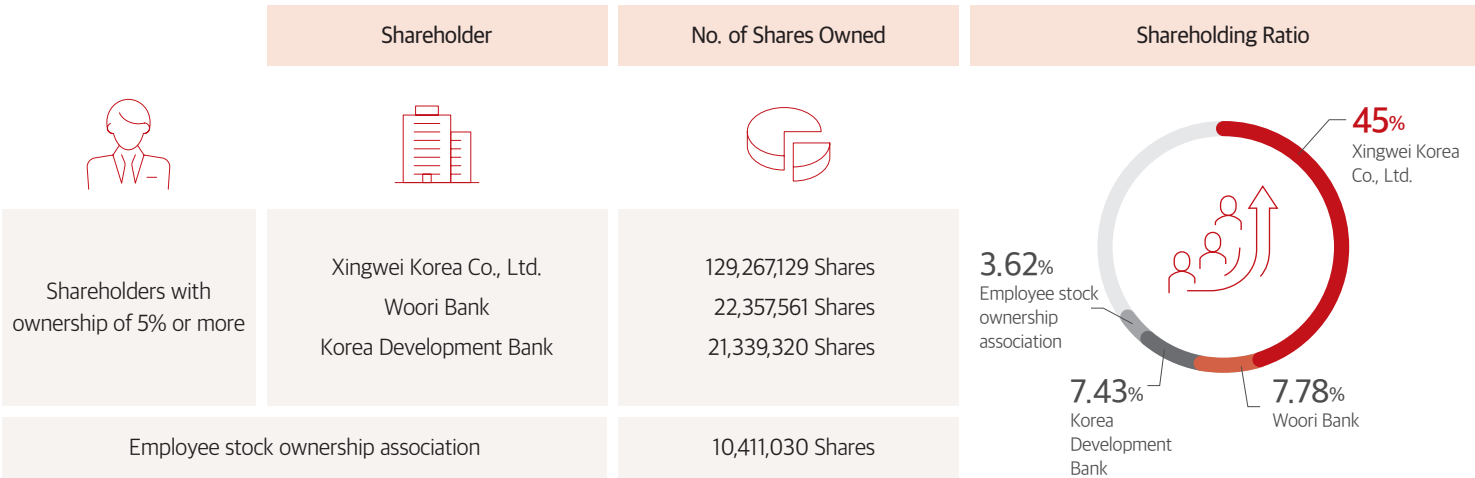 Shareholder
No. of Shares Owned
Shareholding Ratio
Shareholders with
ownership of 5% or more
Xingwei Korea Co., Ltd.
Woori Bank
Korea Development Bank
129,267,129 Shares
22,357,561 Shares
21,339,320 Shares
Employee stock ownership association
10,411,030 Shares
45%
Xingwei Korea
Co., Ltd.
3.62%
Employee stock
ownership
association
7.43%
Korea
Development
Bank
7.78%
Woori Bank